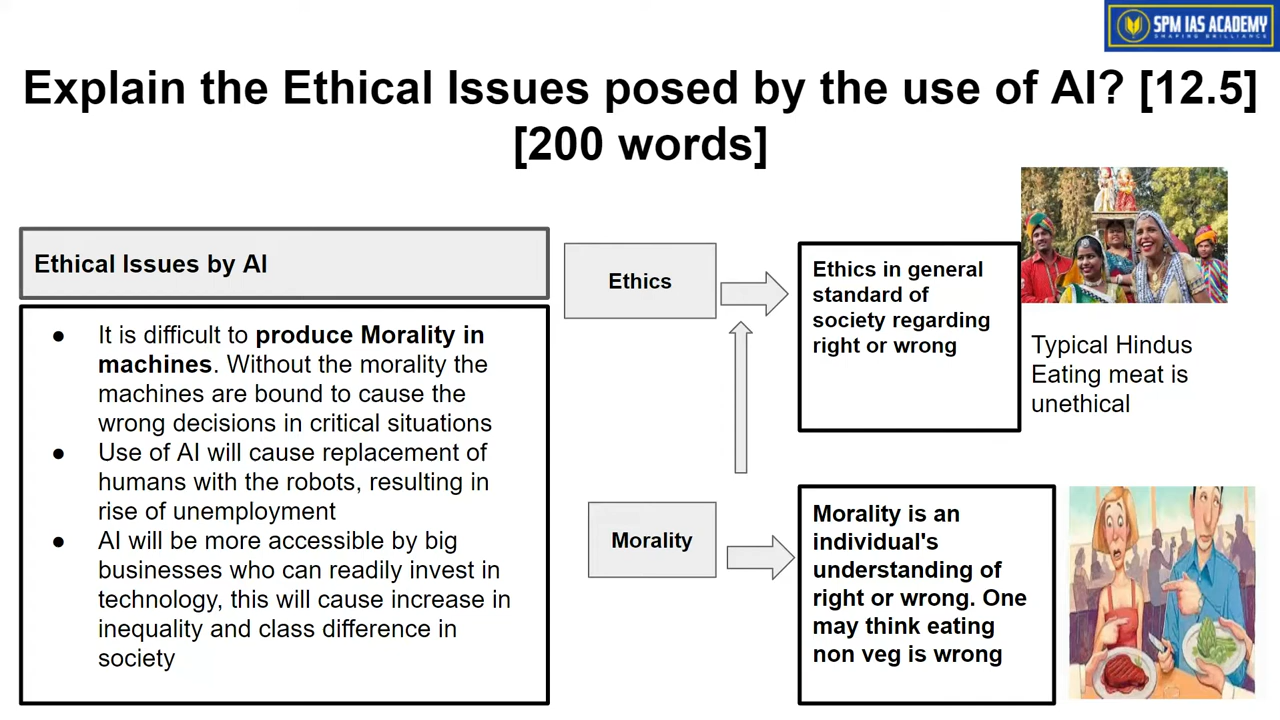 SPM IAS ACADEMY
SHAPING BRILLIANCE
Explain the Ethical Issues posed by the use of AI? [12.5]
[200 words]
Ethical Issues by AI
● It is difficult to produce Morality in
machines. Without the morality the
machines are bound to cause the
wrong decisions in critical situations
● Use of AI will cause replacement of
humans with the robots, resulting in
rise of unemployment
● AI will be more accessible by big
businesses who can readily invest in
technology, this will cause increase in
inequality and class difference in
society
Ethics
Ethics in general
standard of
society regarding
right or wrong
Typical Hindus
Eating meat is
unethical
Morality
Morality is an
individual's
understanding of
right or wrong. One
may think eating
non veg is wrong